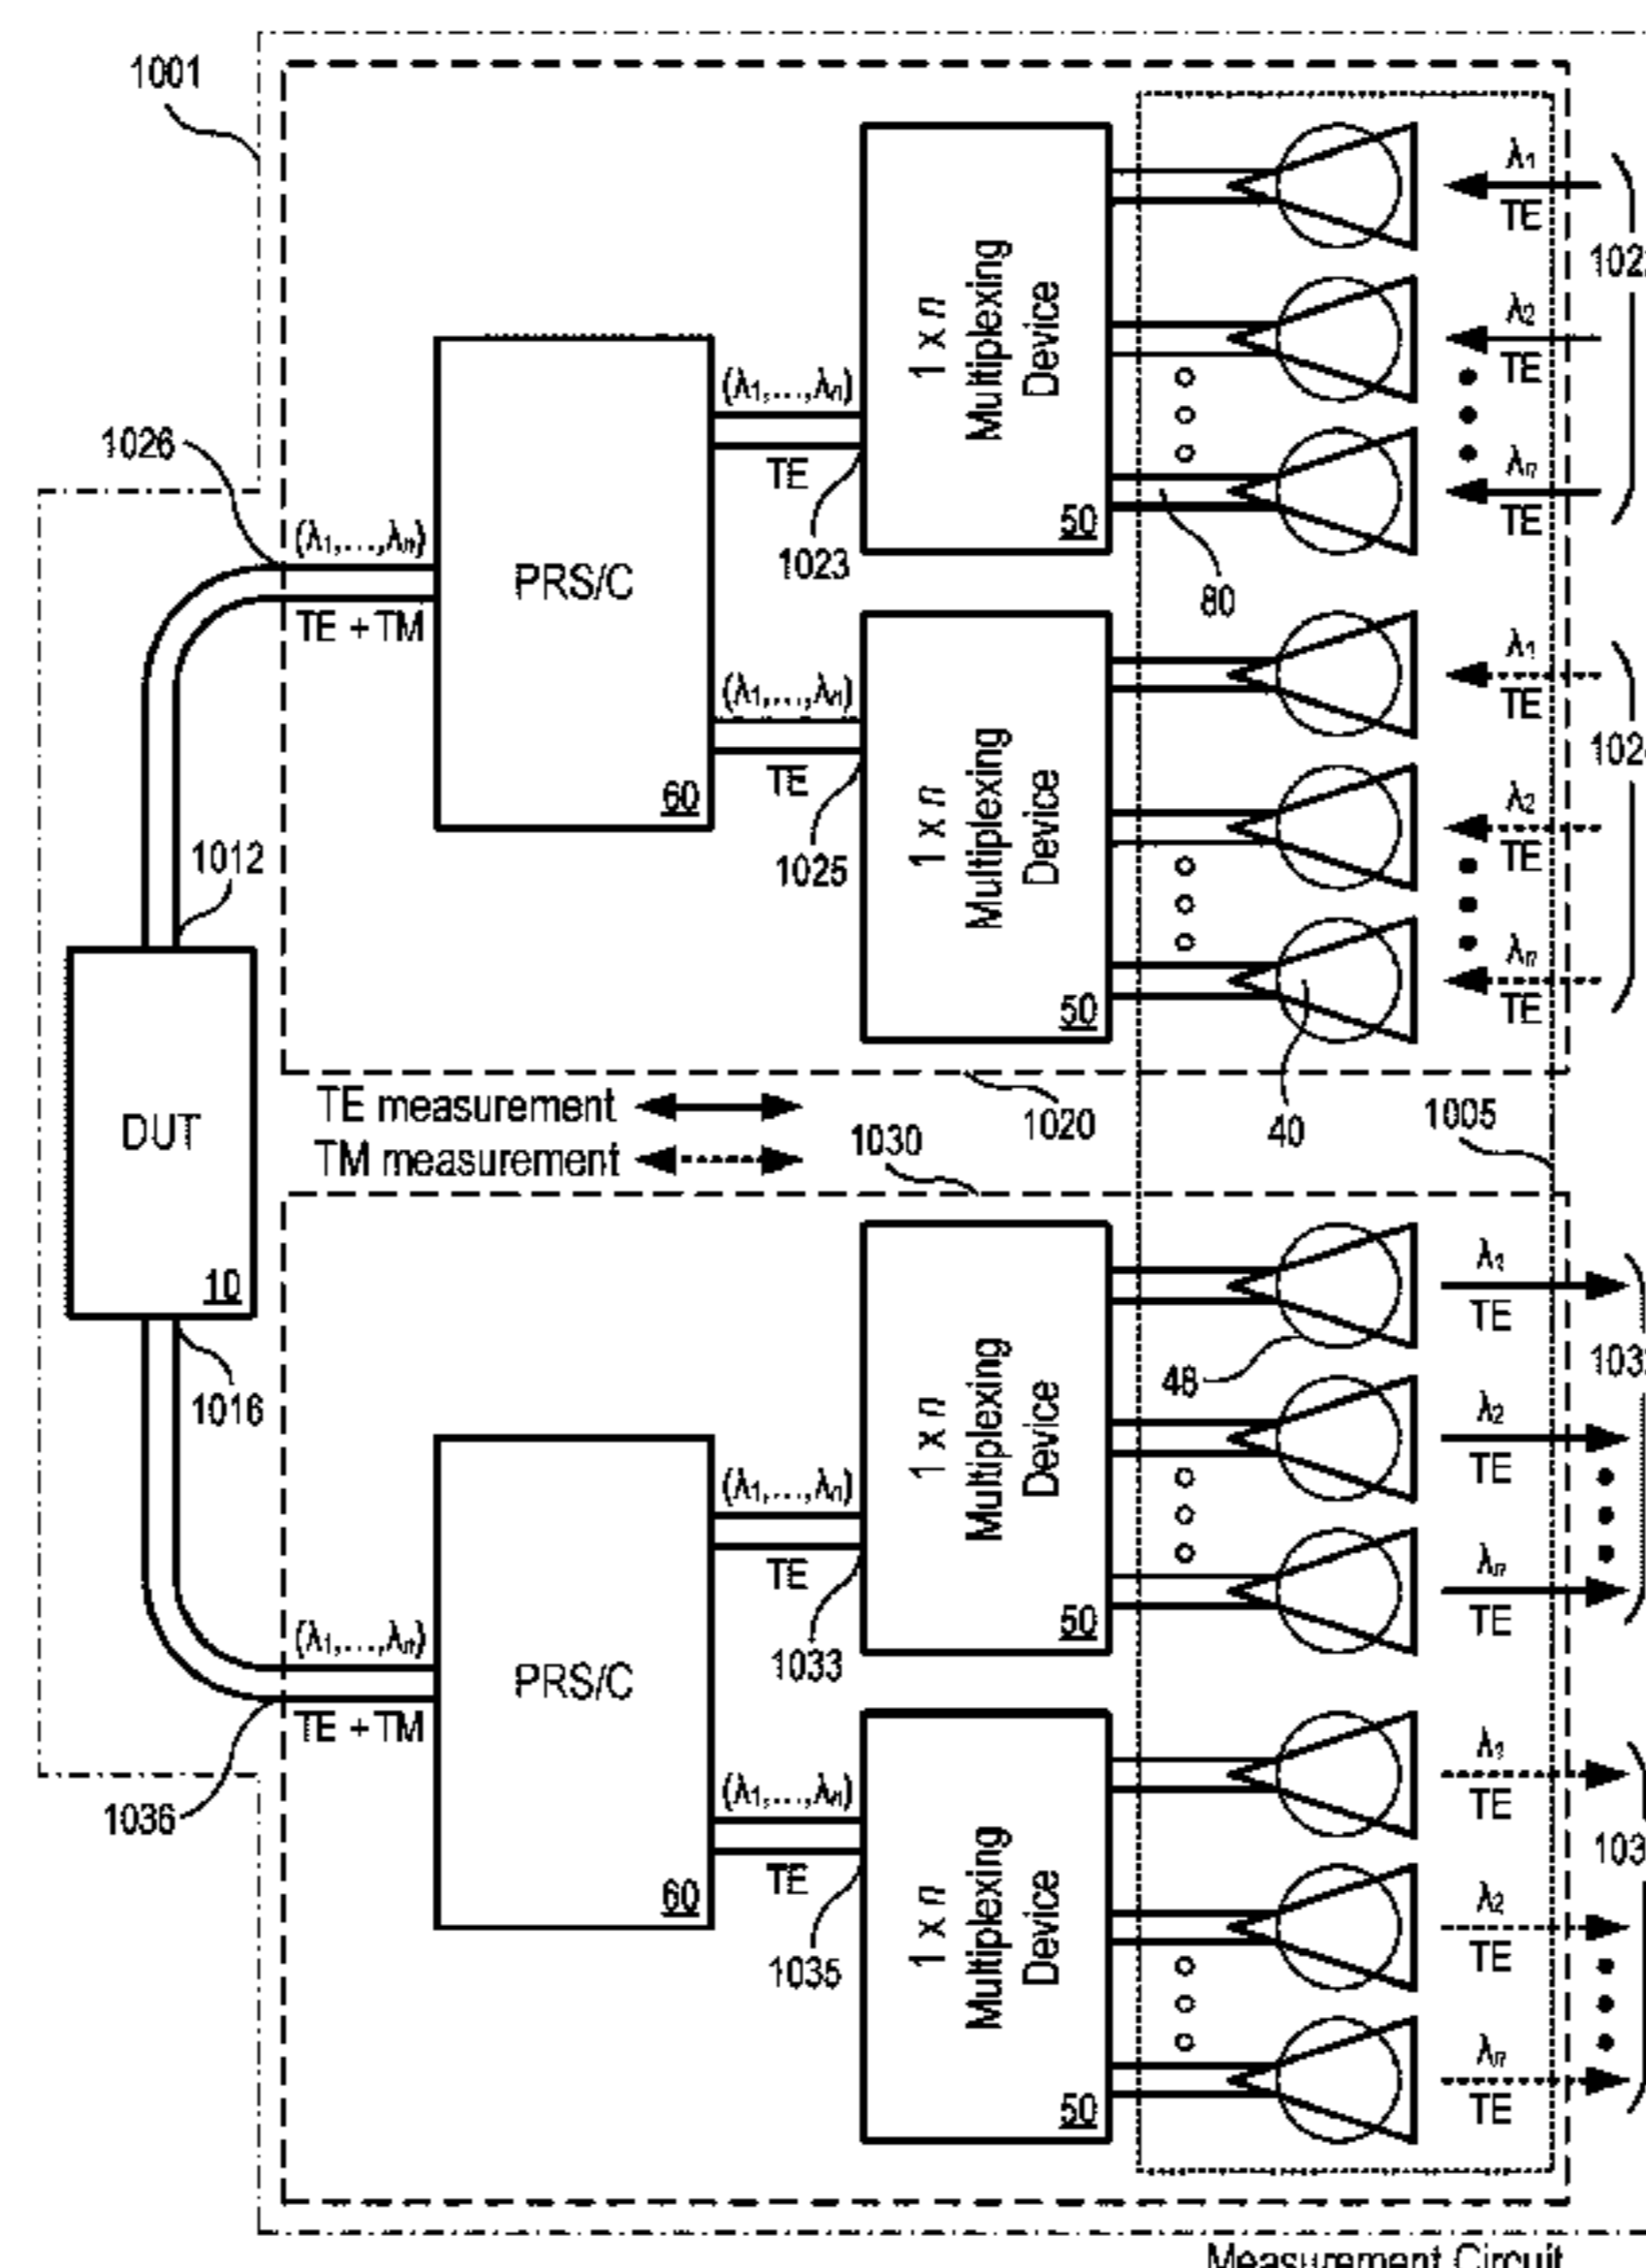 1001
λ1
TE
1 x n
Multiplexing
Device
λ2
TE
1026
(λ1,...,λn)
TE
λn
TE
50
1023
80
(λ1,...,λn)
PRS/C
TE + TM
(λ1,...,λn)
TE
60
1025
1 x n
Multiplexing
Device
λ1
TE
λ2
TE
λn
TE
50
1012
DUT
10
TE measurement
TM measurement
1020
1030
40
1005
1016
1 x n
Multiplexing
Device
TE
48
λ2
TE
(λ1,...,λn)
TE
λn
TE
50
1033
(λ1,...,λn)
PRS/C
TE + TM
1036
(λ1,...,λn)
TE
60
1035
1 x n
Multiplexing
Device
TE
λ2
TE
λn
TE
50
Measurement Circuit